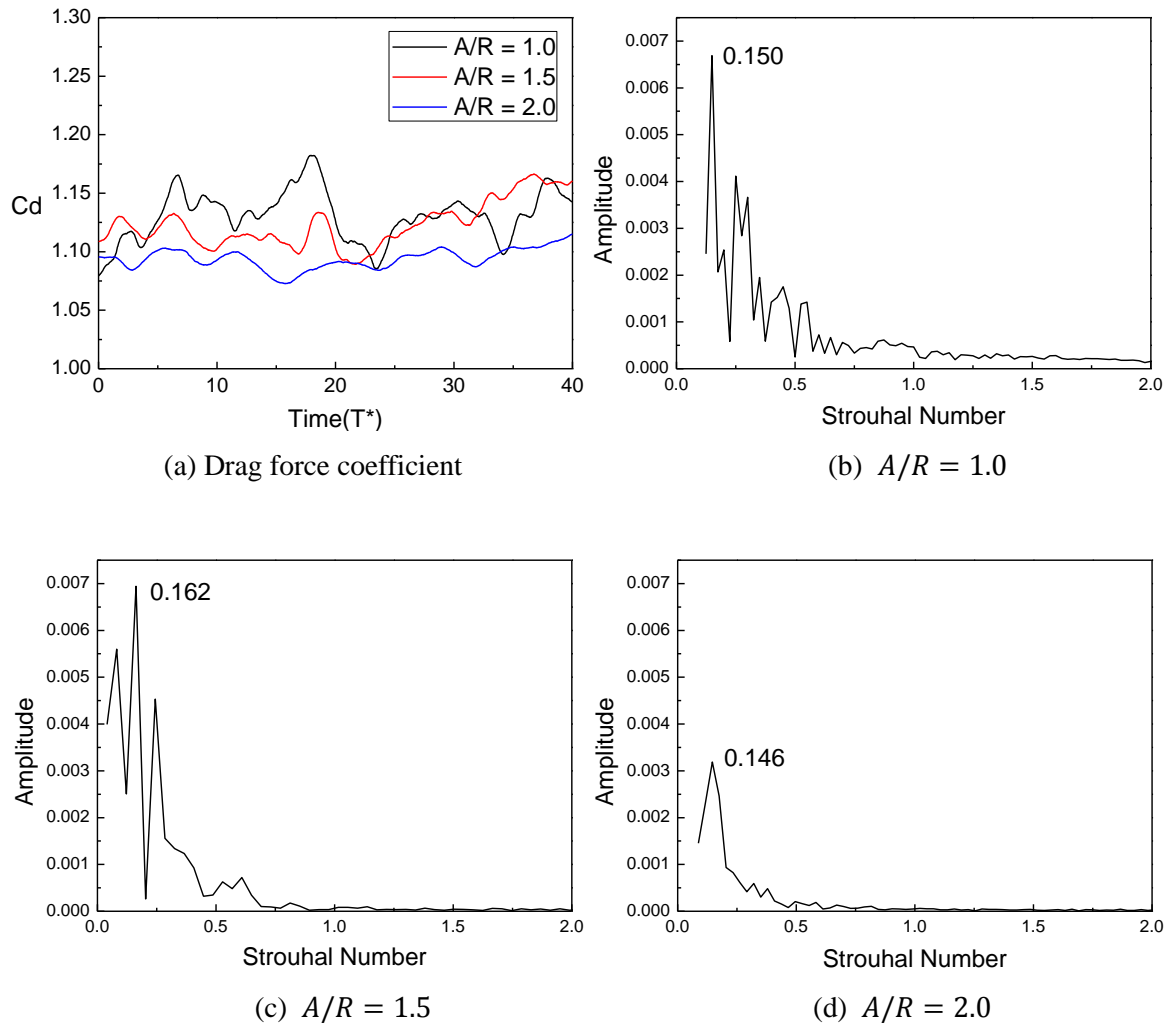 1.30
1.25
1.20
1.15
1.10
1.05
1.00
Cd
A/R = 1.0
A/R = 1.5
A/R = 2.0
0 10 20 30 40
Time(T*)
(a) Drag force coefficient
0.007
0.006
0.005
0.004
0.003
0.002
0.001
0.000
Amplitude
0.150
0.0 0.5 1.0 1.5 2.0
Strouhal Number
(b) A/R = 1.0
0.007
0.006
0.005
0.004
0.003
0.002
0.001
0.000
Amplitude
0.162
0.0 0.5 1.0 1.5 2.0
Strouhal Number
(c) A/R = 1.5
0.007
0.006
0.005
0.004
0.003
0.002
0.001
0.000
Amplitude
0.146
0.0 0.5 1.0 1.5 2.0
Strouhal Number
(d) A/R = 2.0